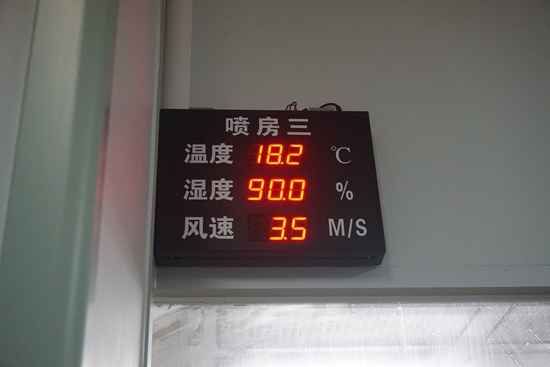 喷房三
温度 18.2 ℃
湿度 90.0 %
风速 3.5 M/S